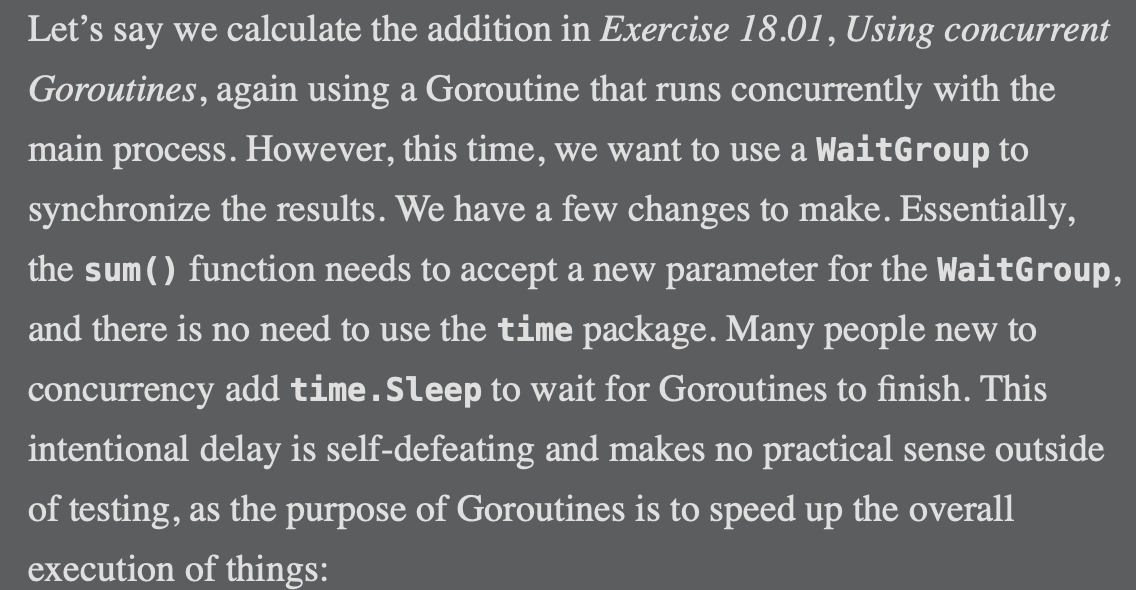 Let’s say we calculate the addition in Exercise 18.01, Using concurrent
Goroutines, again using a Goroutine that runs concurrently with the
main process. However, this time, we want to use a WaitGroup to
synchronize the results. We have a few changes to make. Essentially,
the sum() function needs to accept a new parameter for the WaitGroup,
and there is no need to use the time package. Many people new to
concurrency add time.Sleep to wait for Goroutines to finish. This
intentional delay is self-defeating and makes no practical sense outside
of testing, as the purpose of Goroutines is to speed up the overall
execution of things: